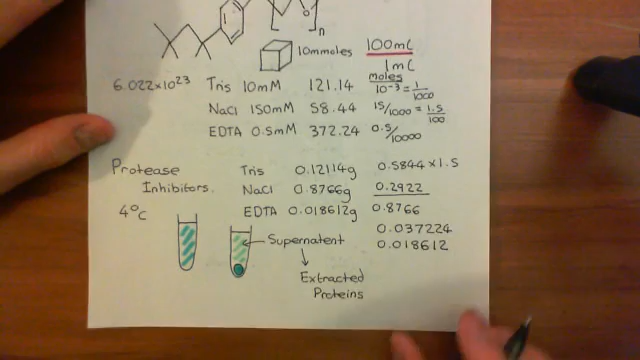 O
n
10mmoles 100mL
1mL
moles
6.022x10²³ Tris 10mM 121.14 10⁻³ = 1/1000
NaCl 150mM 58.44 15/1000 = 1.5/100
EDTA 0.5mM 372.24 0.5/10000
Protease Tris 0.12114g 0.5844 x 1.5
Inhibitors. NaCl 0.8766g 0.2922
4°C EDTA 0.018612g 0.8766
0.037224
Supernatent 0.018612
Extracted
Proteins